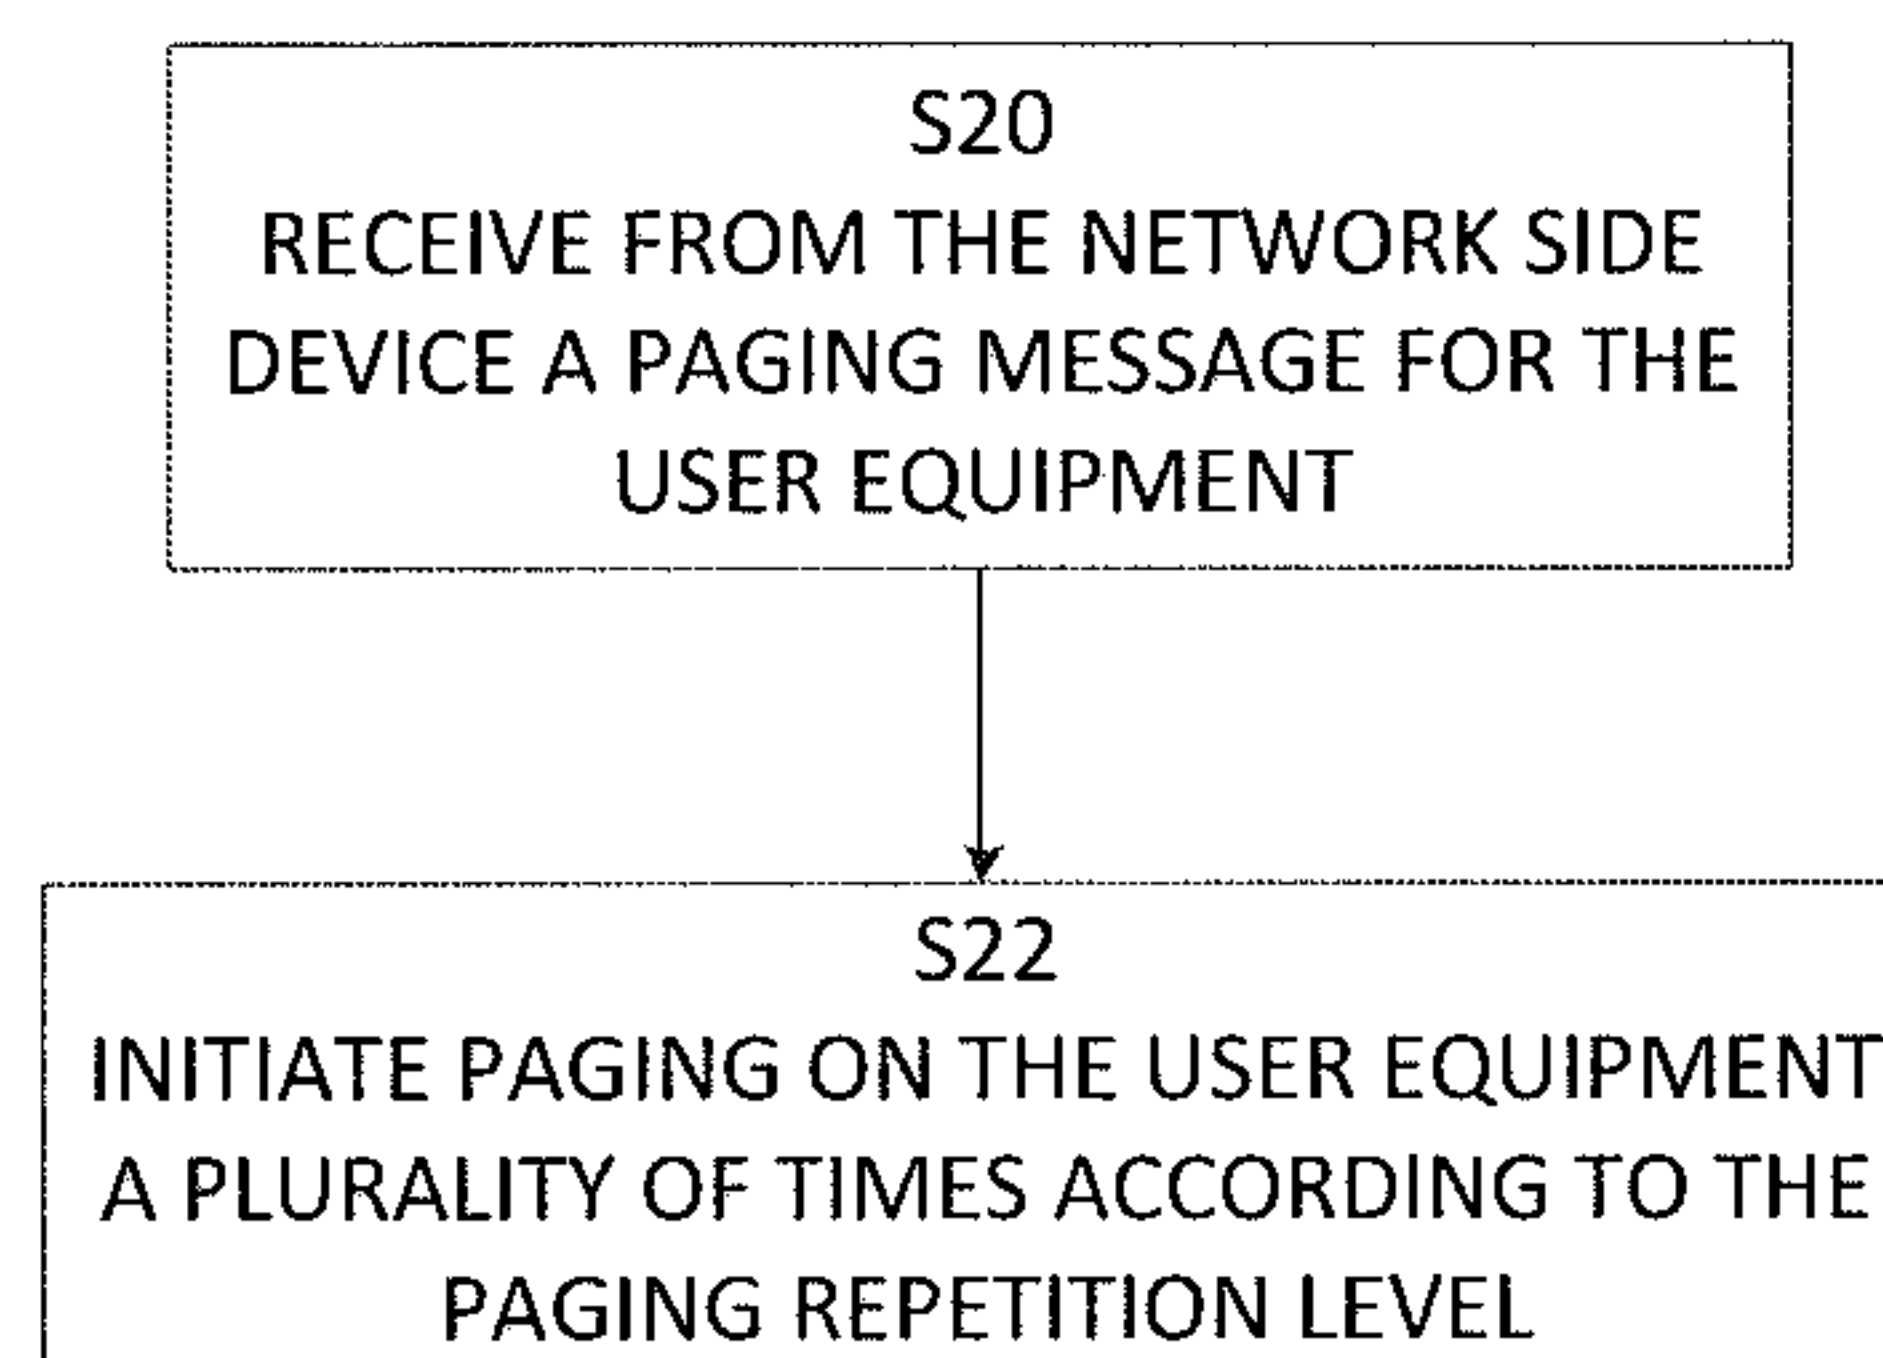 S20
RECEIVE FROM THE NETWORK SIDE
DEVICE A PAGING MESSAGE FOR THE
USER EQUIPMENT
S22
INITIATE PAGING ON THE USER EQUIPMENT
A PLURALITY OF TIMES ACCORDING TO THE
PAGING REPETITION LEVEL